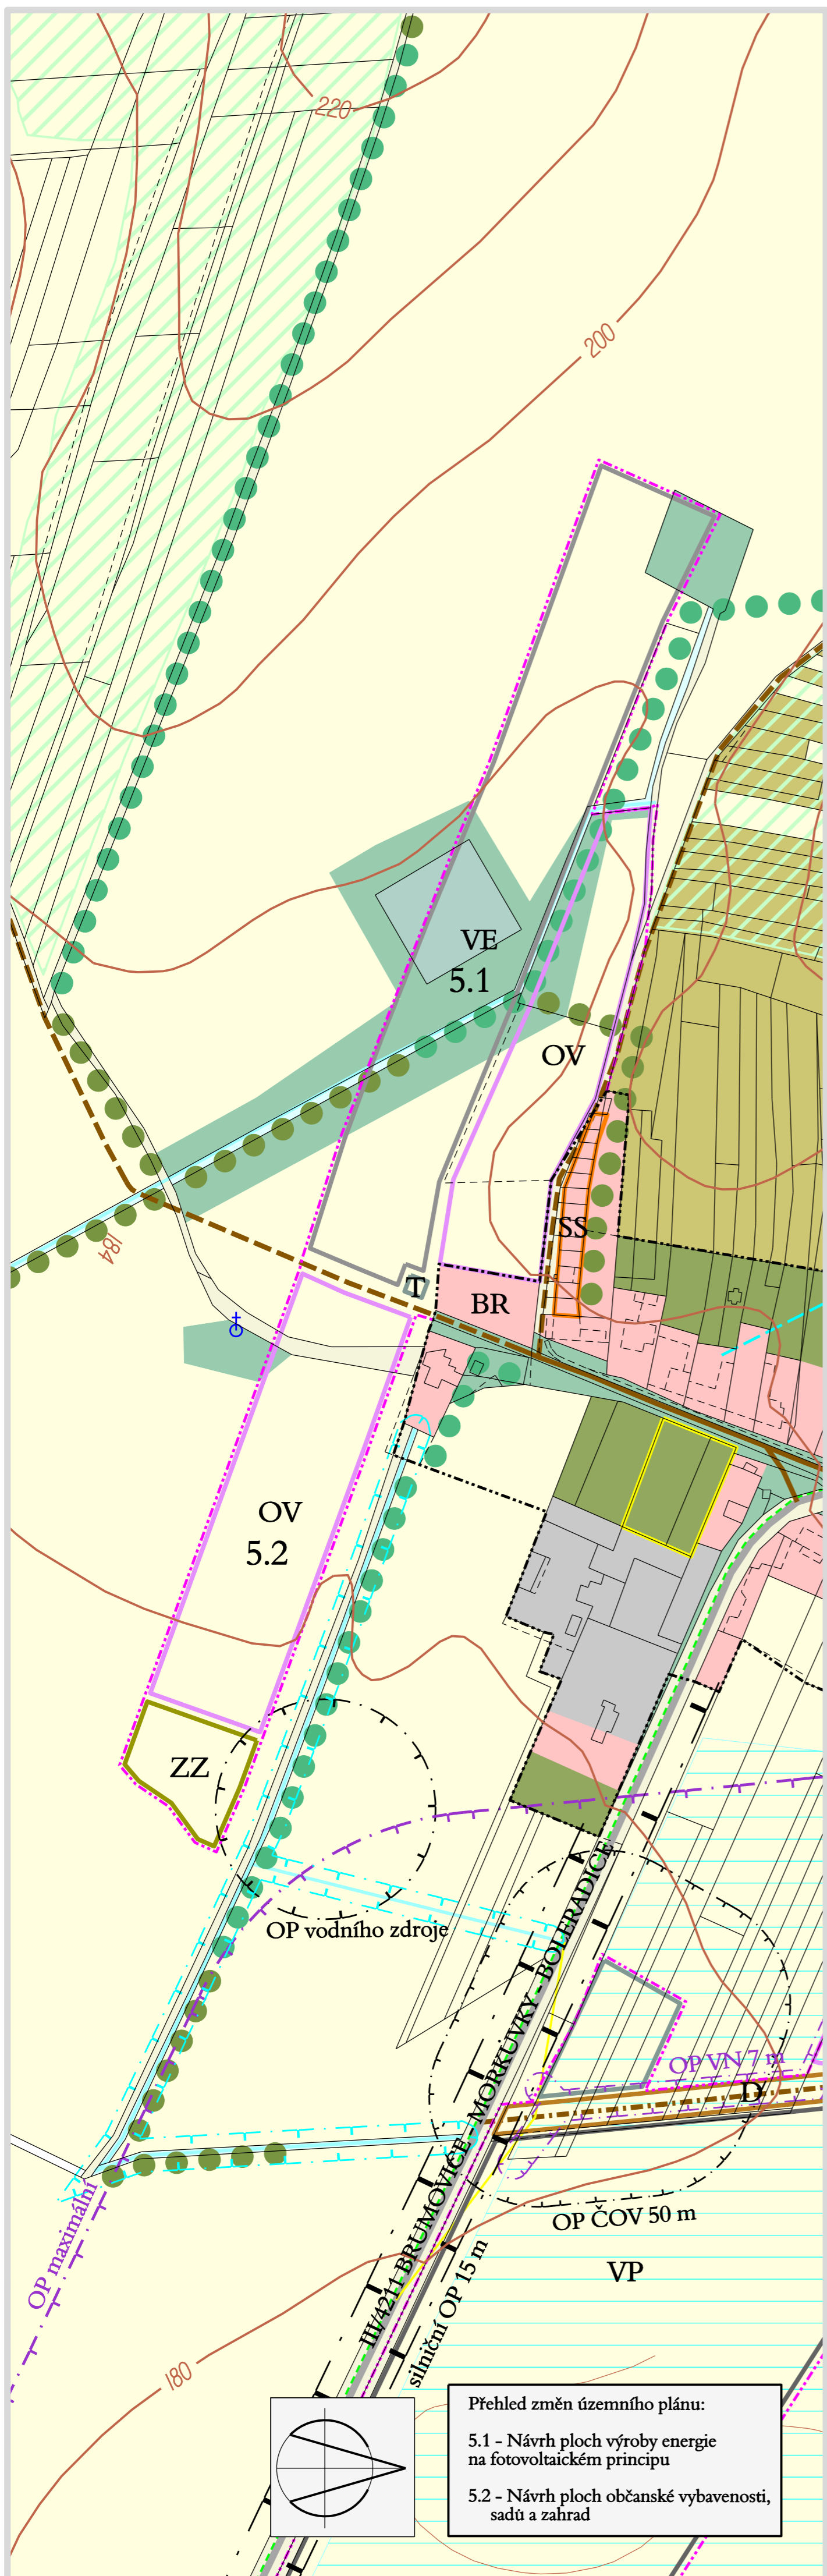 220
200
VE
5.1
OV
SS
184
T
BR
OV
5.2
ZZ
OP vodního zdroje
OP VN 7 m
D
OP maximální
III/4211 BRUMOVICE - MORKŮVKY - BOLERADICE
OP ČOV 50 m
silniční OP 15 m
VP
180
Přehled změn územního plánu:
5.1 - Návrh ploch výroby energie
na fotovoltaickém principu
5.2 - Návrh ploch občanské vybavenosti,
sadů a zahrad